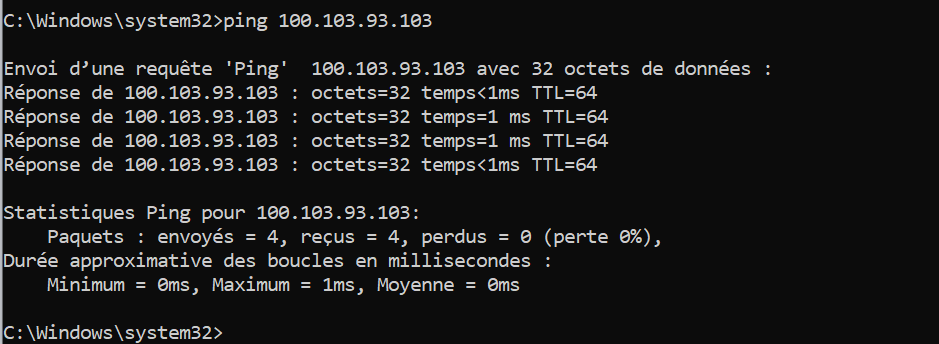 C:\Windows\system32>ping 100.103.93.103
Envoi d’une requête 'Ping'  100.103.93.103 avec 32 octets de données :
Réponse de 100.103.93.103 : octets=32 temps<1ms TTL=64
Réponse de 100.103.93.103 : octets=32 temps=1 ms TTL=64
Réponse de 100.103.93.103 : octets=32 temps=1 ms TTL=64
Réponse de 100.103.93.103 : octets=32 temps<1ms TTL=64
Statistiques Ping pour 100.103.93.103:
    Paquets : envoyés = 4, reçus = 4, perdus = 0 (perte 0%),
Durée approximative des boucles en millisecondes :
    Minimum = 0ms, Maximum = 1ms, Moyenne = 0ms
C:\Windows\system32>